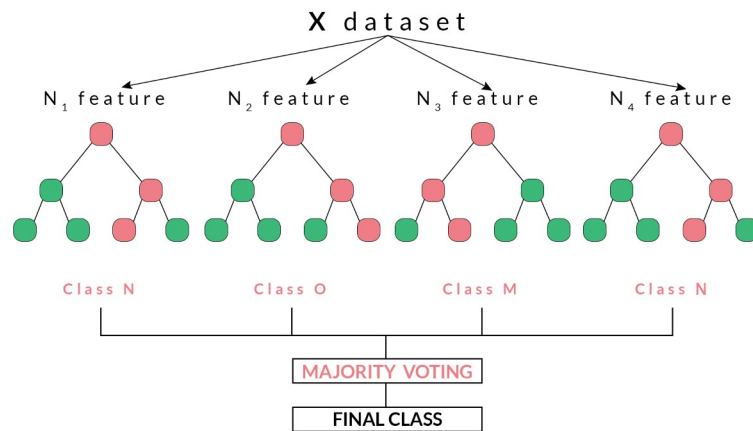 X dataset
N₁ feature
N₂ feature
N₃ feature
N₄ feature
Class N
Class O
Class M
Class N
MAJORITY VOTING
FINAL CLASS